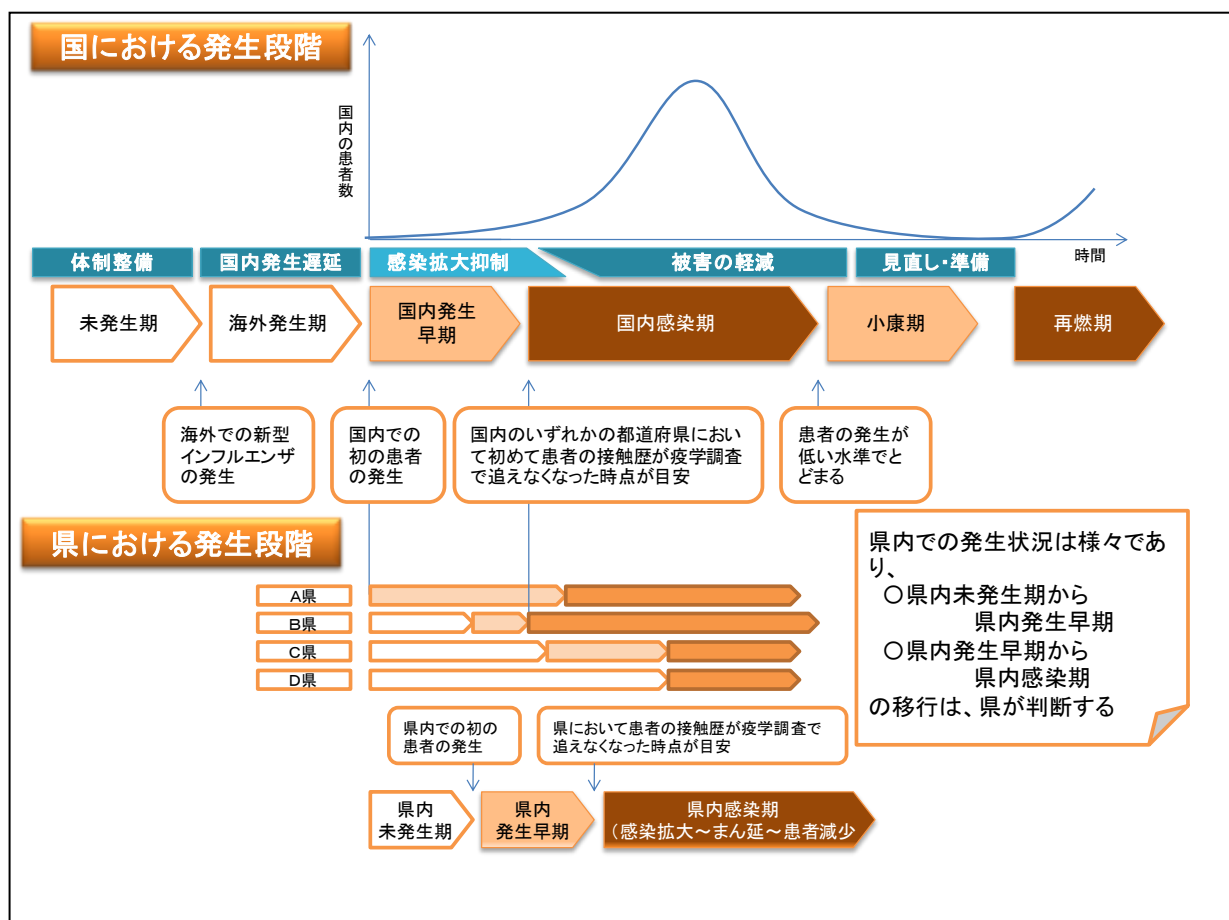 国における発生段階
国内の患者数
時間
体制整備
国内発生遅延
感染拡大抑制
被害の軽減
見直し・準備
未発生期
海外発生期
国内発生
早期
国内感染期
小康期
再燃期
海外での新型
インフルエンザ
の発生
国内での
初の患者
の発生
国内のいずれかの都道府県におい
て初めて患者の接触歴が疫学調査
で追えなくなった時点が目安
患者の発生が
低い水準でと
どまる
県における発生段階
A県
B県
C県
D県
県内での発生状況は様々であ
り、
○県内未発生期から
県内発生早期
○県内発生早期から
県内感染期
の移行は、県が判断する
県内での初の
患者の発生
県において患者の接触歴が疫学調査で
追えなくなった時点が目安
県内
未発生期
県内
発生早期
県内感染期
(感染拡大～まん延～患者減少